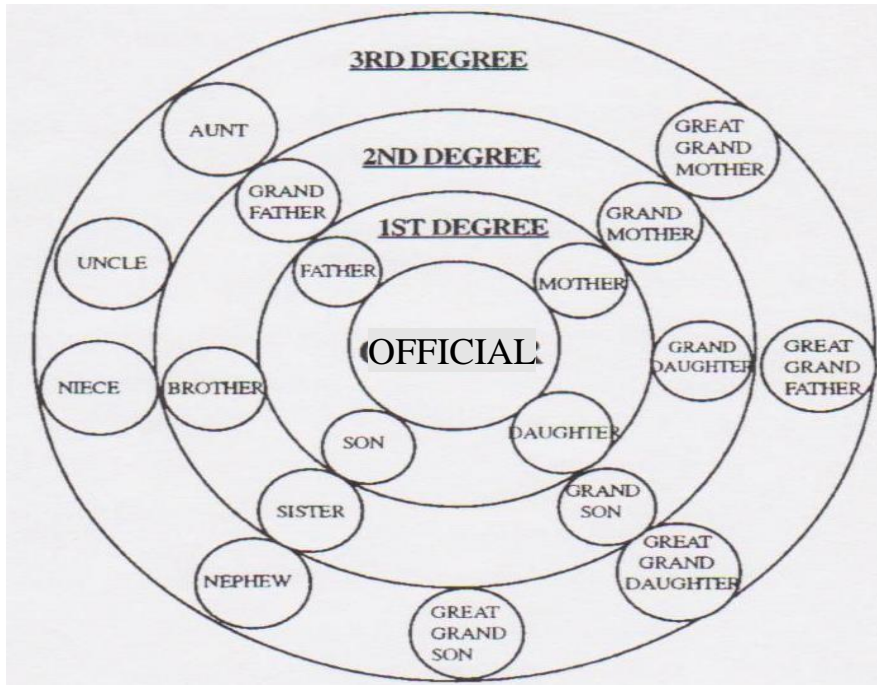 3RD DEGREE
AUNT
GREAT
GRAND
MOTHER
2ND DEGREE
GRAND
FATHER
GRAND
MOTHER
1ST DEGREE
UNCLE
FATHER
MOTHER
OFFICIAL
NIECE
BROTHER
GRAND
DAUGHTER
GREAT
GRAND
FATHER
SON
DAUGHTER
SISTER
GRAND
SON
NEPHEW
GREAT
GRAND
DAUGHTER
GREAT
GRAND
SON